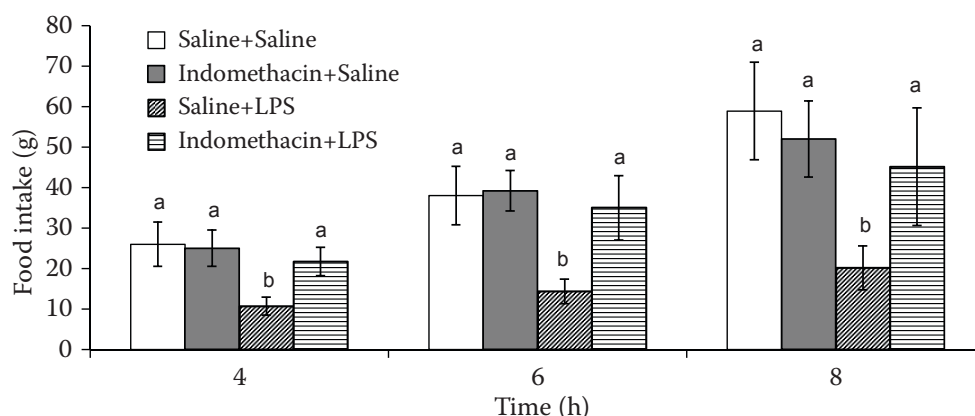 80
70
60
50
40
30
20
10
0
Food intake (g)
Saline+Saline
Indomethacin+Saline
Saline+LPS
Indomethacin+LPS
a a b a
a a b a
a a b a
4 6 8
Time (h)